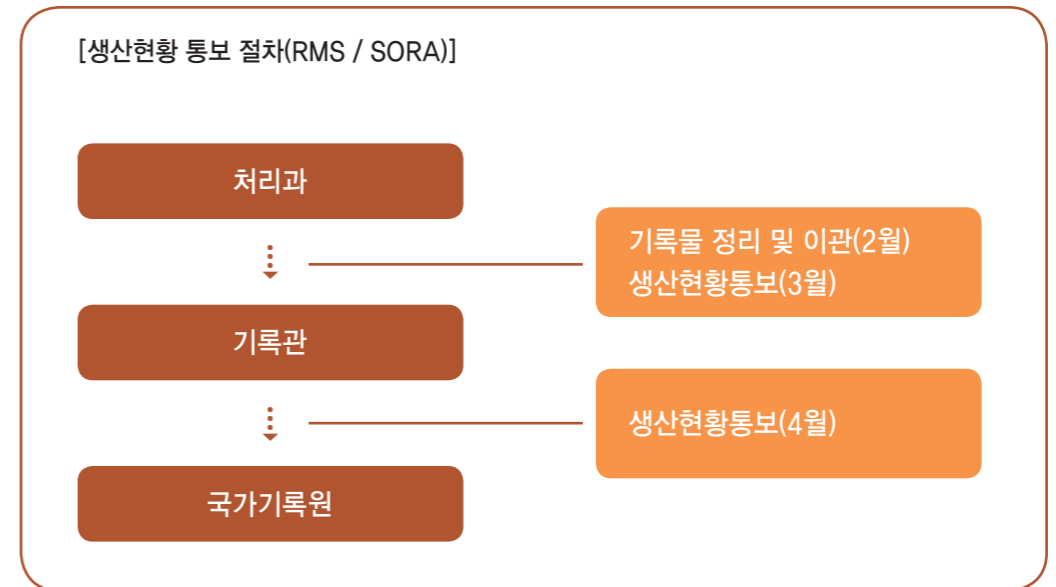 [생산현황 통보 절차(RMS / SORA)]
처리과
기록물 정리 및 이관(2월)
생산현황통보(3월)
기록관
생산현황통보(4월)
국가기록원